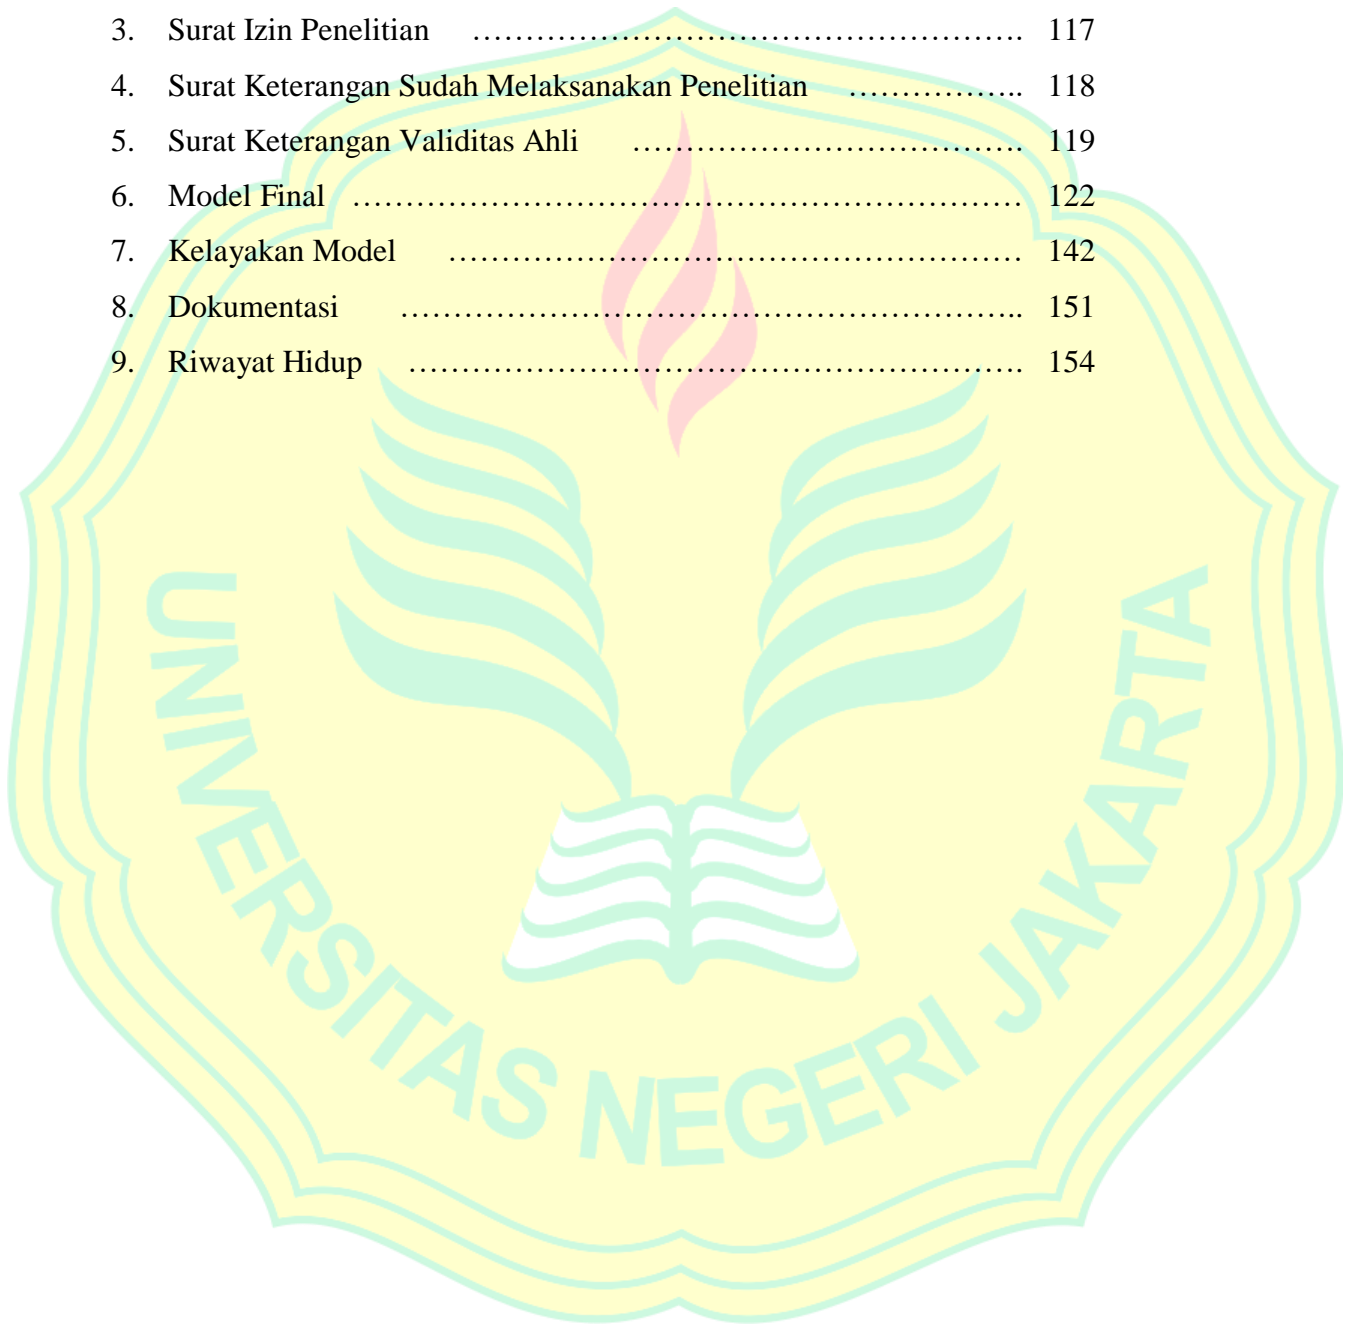 3. Surat Izin Penelitian ……………………………………………. 117
4. Surat Keterangan Sudah Melaksanakan Penelitian …………….. 118
5. Surat Keterangan Validitas Ahli ………………………………. 119
6. Model Final ……………………………………………………… 122
7. Kelayakan Model ……………………………………………… 142
8. Dokumentasi ………………………………………………….. 151
9. Riwayat Hidup …………………………………………………. 154
UNIVERSITAS NEGERI JAKARTA